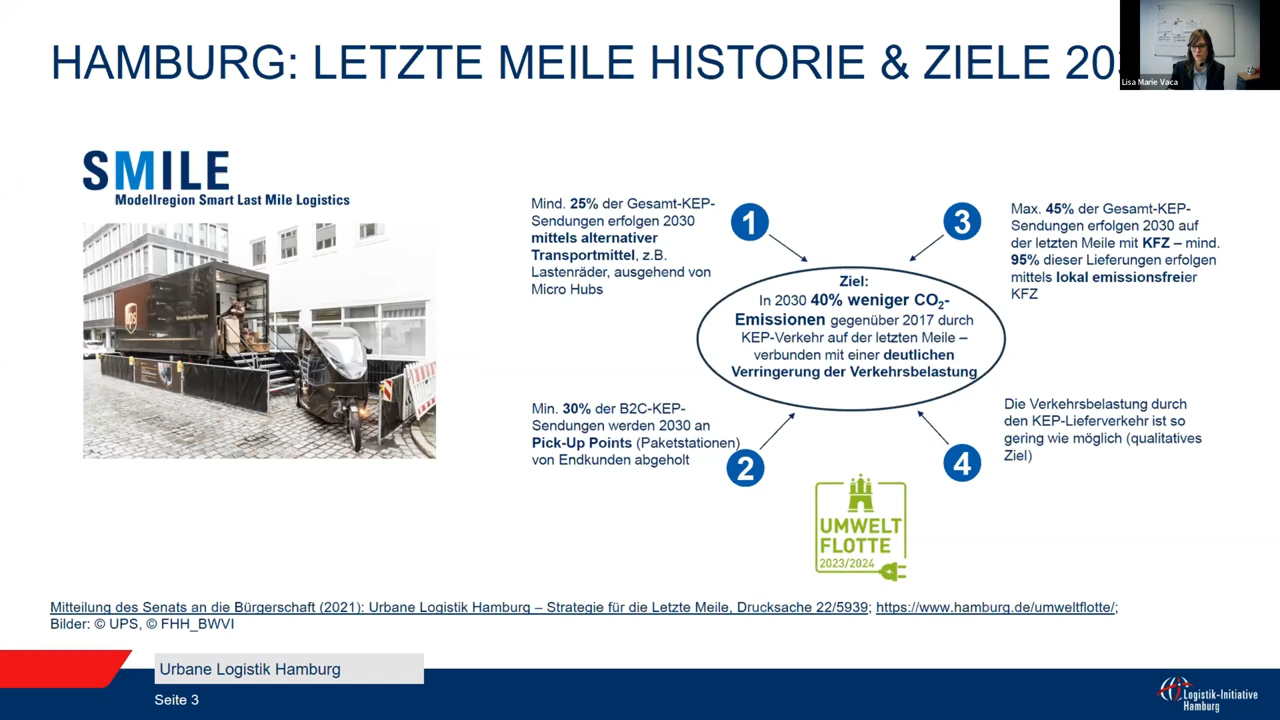 HAMBURG: LETZTE MEILE HISTORIE & ZIELE 20
Lisa Marie Vaca
SMILE
Modellregion Smart Last Mile Logistics
ups
Mind. 25% der Gesamt-KEP-
Sendungen erfolgen 2030
mittels alternativer
Transportmittel, z.B.
Lastenräder, ausgehend von
Micro Hubs
1
3
Max. 45% der Gesamt-KEP-
Sendungen erfolgen 2030 auf
der letzten Meile mit KFZ – mind.
95% dieser Lieferungen erfolgen
mittels lokal emissionsfreier
KFZ
Ziel:
In 2030 40% weniger CO2-
Emissionen gegenüber 2017 durch
KEP-Verkehr auf der letzten Meile –
verbunden mit einer deutlichen
Verringerung der Verkehrsbelastung
Min. 30% der B2C-KEP-
Sendungen werden 2030 an
Pick-Up Points (Paketstationen)
von Endkunden abgeholt
2
4
Die Verkehrsbelastung durch
den KEP-Lieferverkehr ist so
gering wie möglich (qualitatives
Ziel)
UMWELT
FLOTTE
2023/2024
Mitteilung des Senats an die Bürgerschaft (2021): Urbane Logistik Hamburg – Strategie für die Letzte Meile, Drucksache 22/5939; https://www.hamburg.de/umweltflotte/;
Bilder: © UPS, © FHH_BWVI
Urbane Logistik Hamburg
Seite 3
Logistik-Initiative
Hamburg